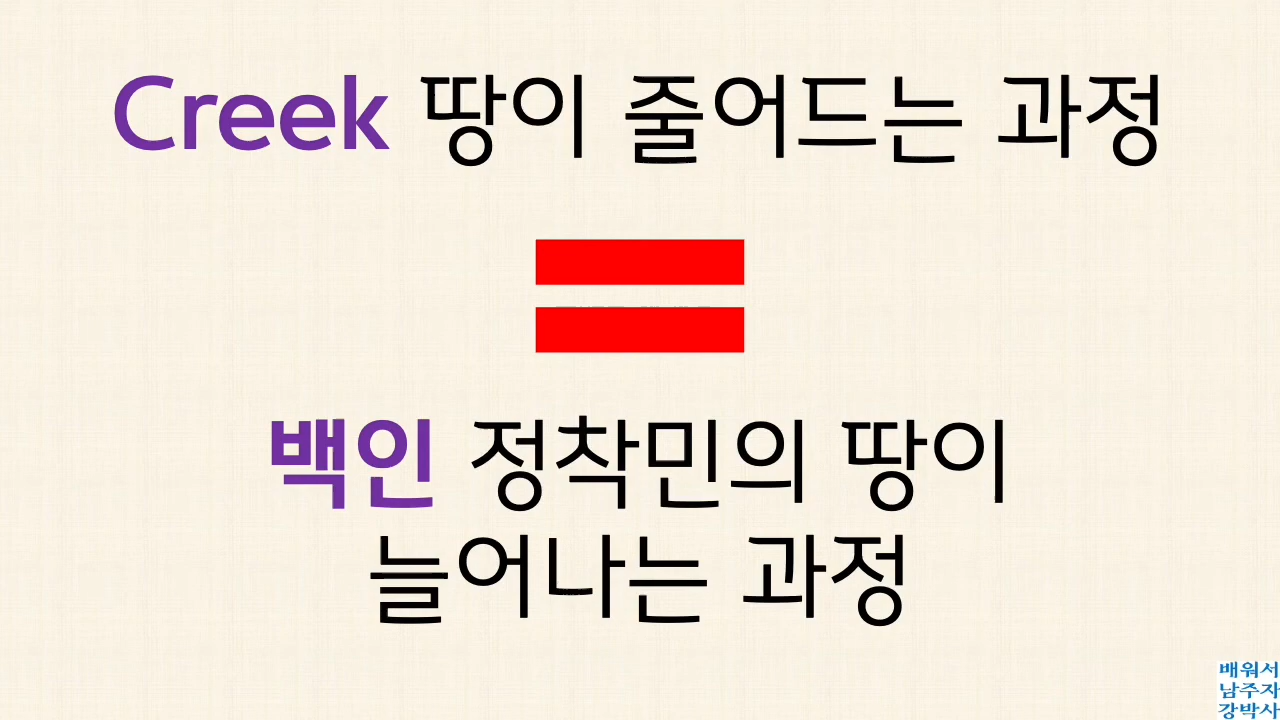 Creek 땅이 줄어드는 과정
=
백인 정착민의 땅이
늘어나는 과정
배워서
남주자
강박사